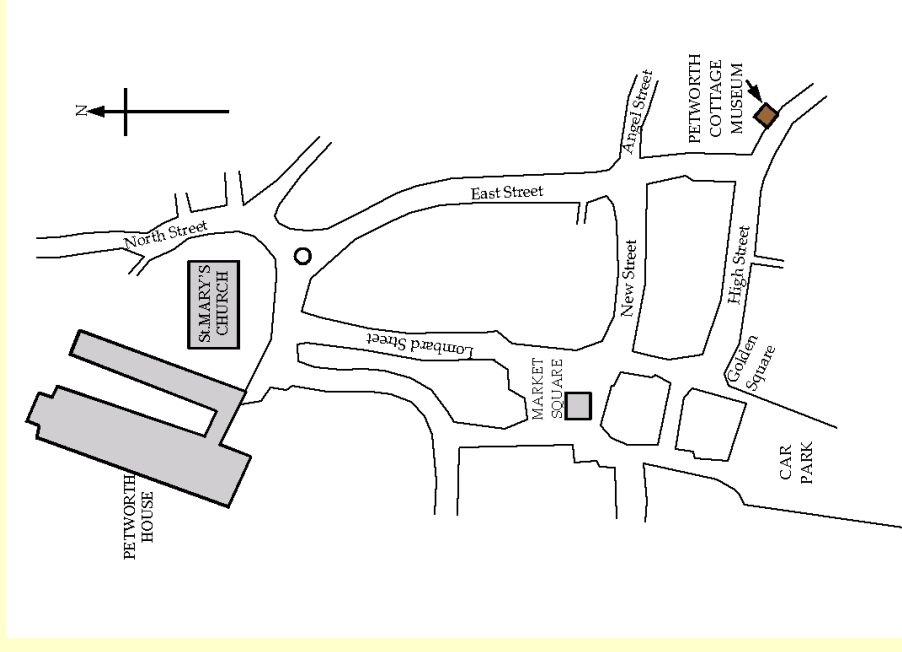 N
PETWORTH
COTTAGE
MUSEUM
Angel Street
North Street
East Street
St.MARY'S
CHURCH
New Street
High Street
Lombard Street
Golden
Square
MARKET
SQUARE
CAR
PARK
PETWORTH
HOUSE